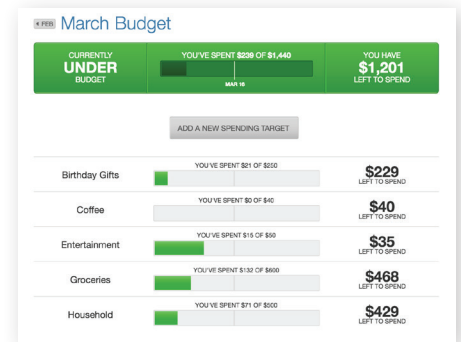 FEB March Budget
CURRENTLY
UNDER
BUDGET
YOU'VE SPENT $239 OF $1,440
MAR 16
YOU HAVE
$1,201
LEFT TO SPEND
ADD A NEW SPENDING TARGET
Birthday Gifts
YOU'VE SPENT $21 OF $250
$229
LEFT TO SPEND
Coffee
YOU'VE SPENT $0 OF $40
$40
LEFT TO SPEND
Entertainment
YOU'VE SPENT $15 OF $50
$35
LEFT TO SPEND
Groceries
YOU'VE SPENT $132 OF $600
$468
LEFT TO SPEND
Household
YOU'VE SPENT $71 OF $500
$429
LEFT TO SPEND